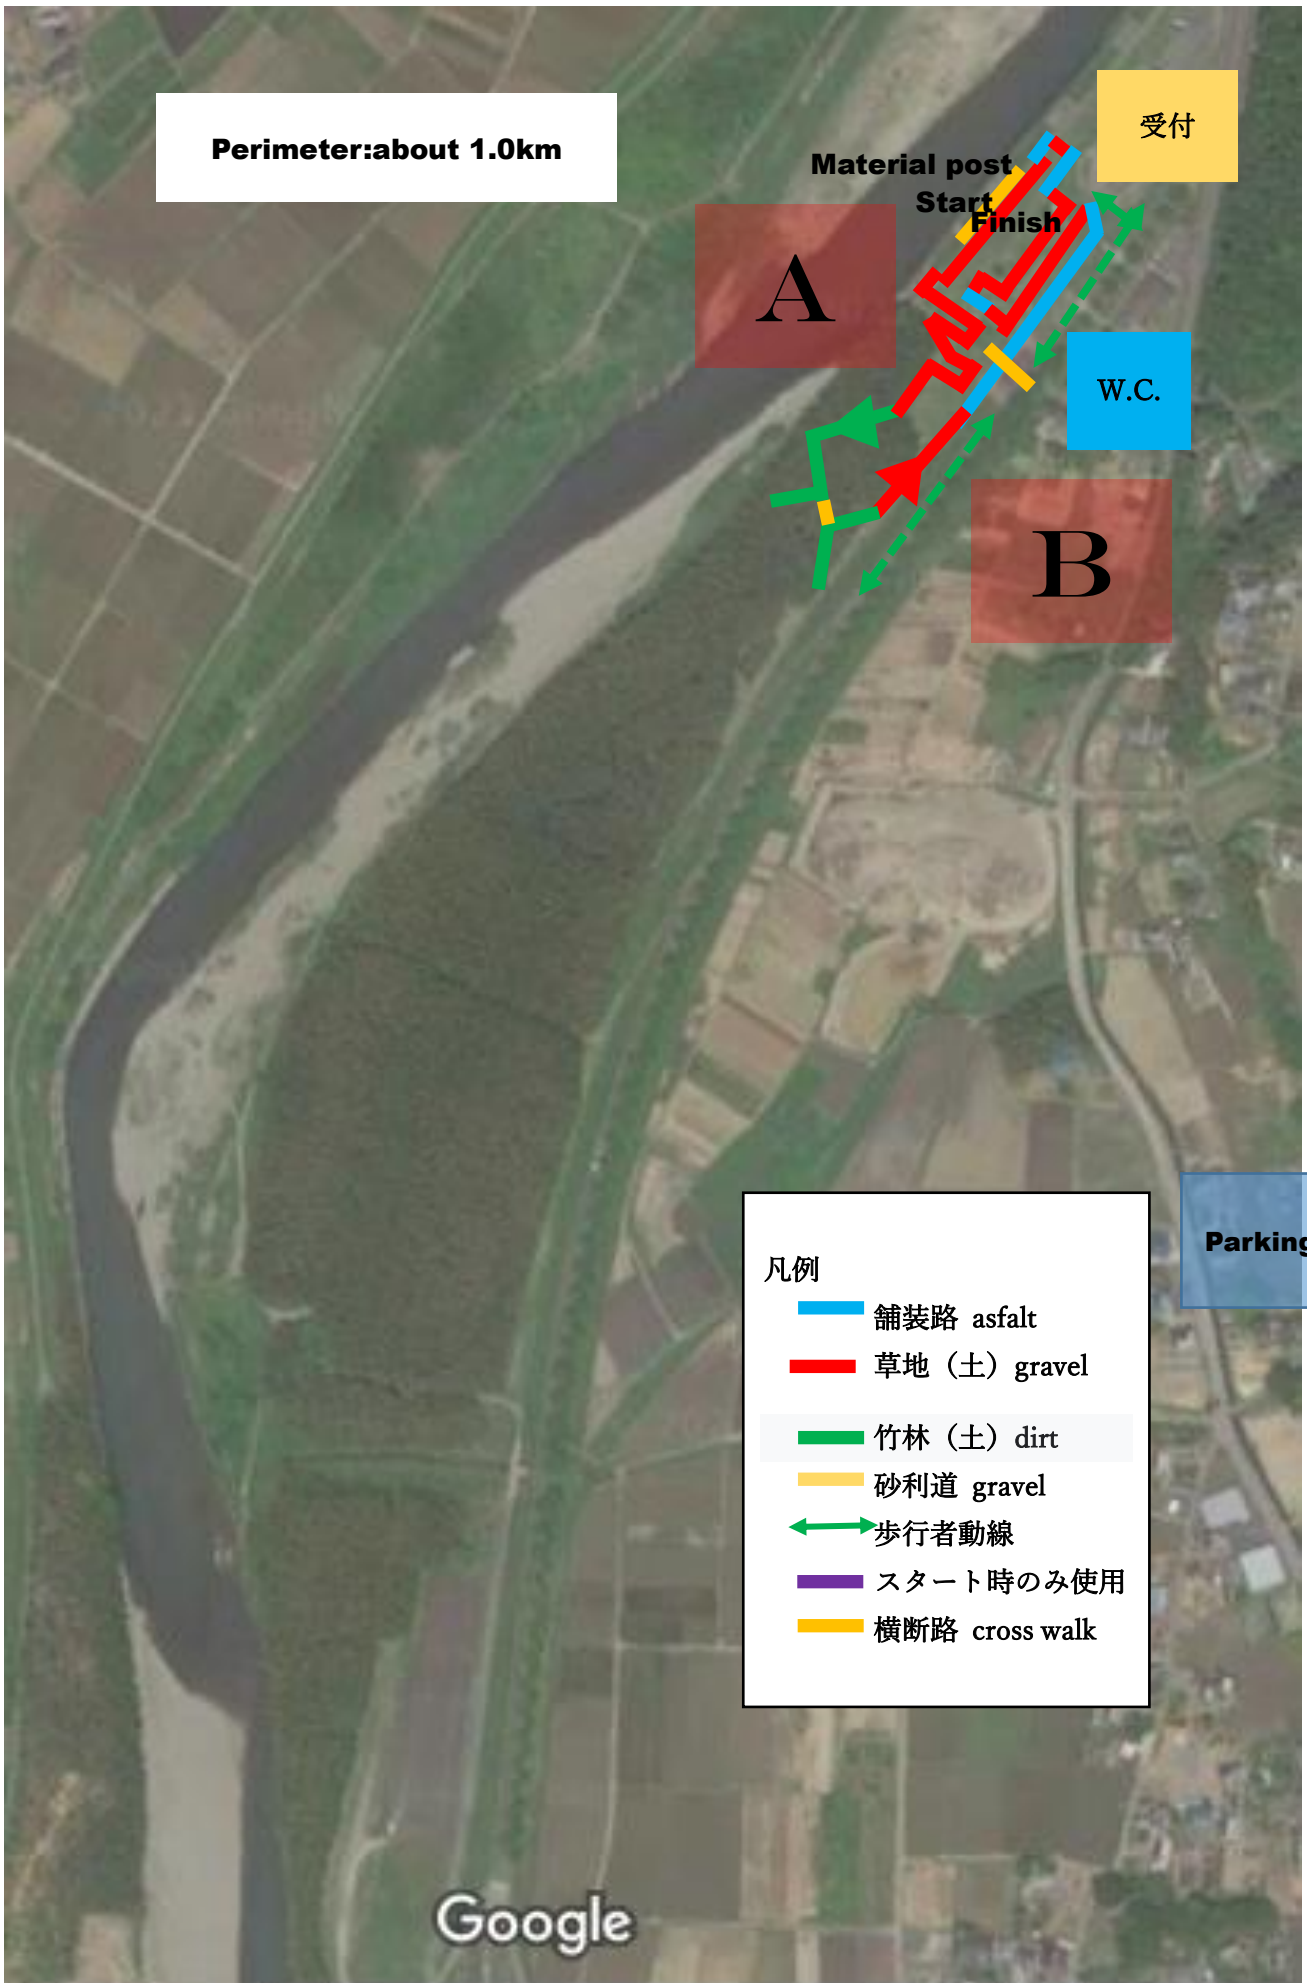 受付
Perimeter:about 1.0km
Material post
Start
Finish
A
W.C.
B
Parking
凡例
舗装路 asfalt
草地（土）gravel
竹林（土）dirt
砂利道 gravel
歩行者動線
スタート時のみ使用
横断路 cross walk
Google